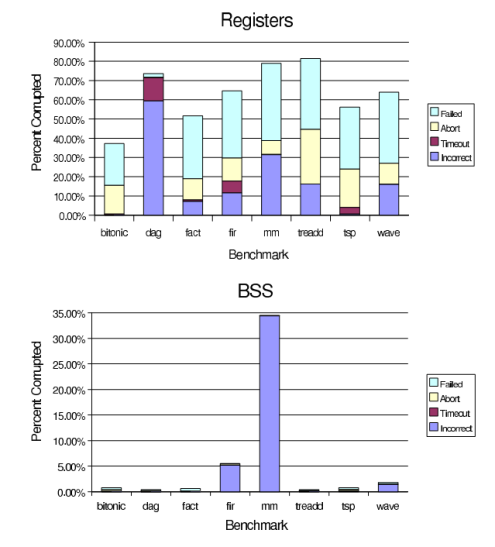 Registers
90.00%
80.00%
70.00%
60.00%
50.00%
40.00%
30.00%
20.00%
10.00%
0.00%
Percent Corrupted
bitonic dag fact fir mm treadd tsp wave
Benchmark
Failed
Abort
Timeout
Incorrect
BSS
35.00%
30.00%
25.00%
20.00%
15.00%
10.00%
5.00%
0.00%
Percent Corrupted
bitonic dag fact fir mm treadd tsp wave
Benchmark
Failed
Abort
Timeout
Incorrect